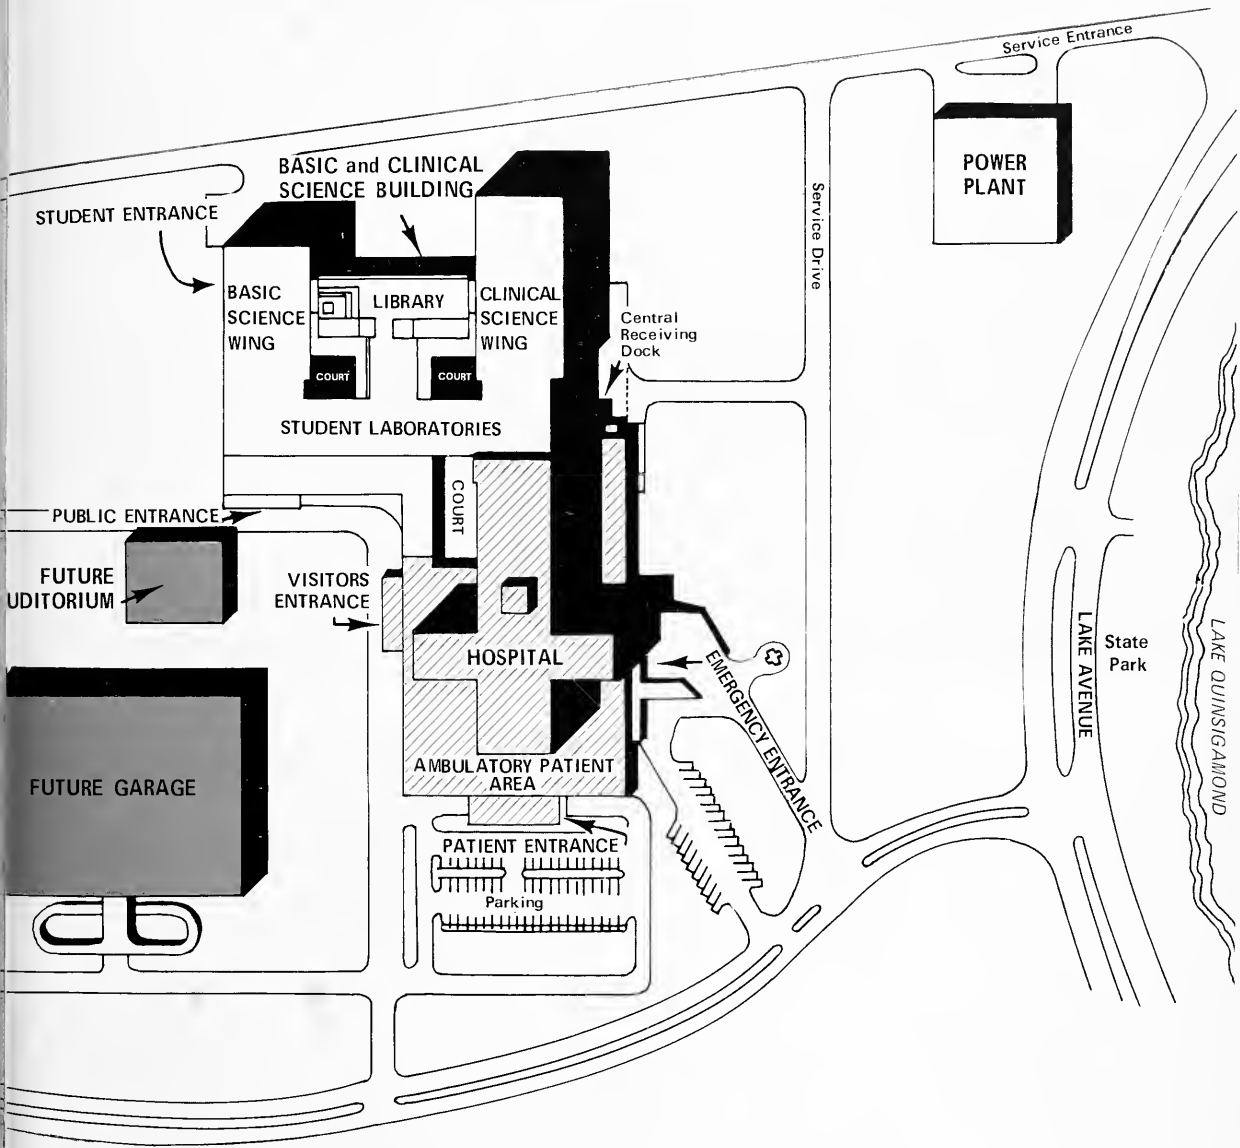 Service Entrance
POWER
PLANT
Service Drive
BASIC and CLINICAL
SCIENCE BUILDING
STUDENT ENTRANCE
BASIC
SCIENCE
WING
LIBRARY
CLINICAL
SCIENCE
WING
Central
Receiving
Dock
COURT
COURT
STUDENT LABORATORIES
COURT
PUBLIC ENTRANCE
FUTURE
UDITORIUM
VISITORS
ENTRANCE
HOSPITAL
EMERGENCY ENTRANCE
LAKE AVENUE
State
Park
LAKE QUINSIGAMOND
AMBULATORY PATIENT
AREA
FUTURE GARAGE
PATIENT ENTRANCE
Parking